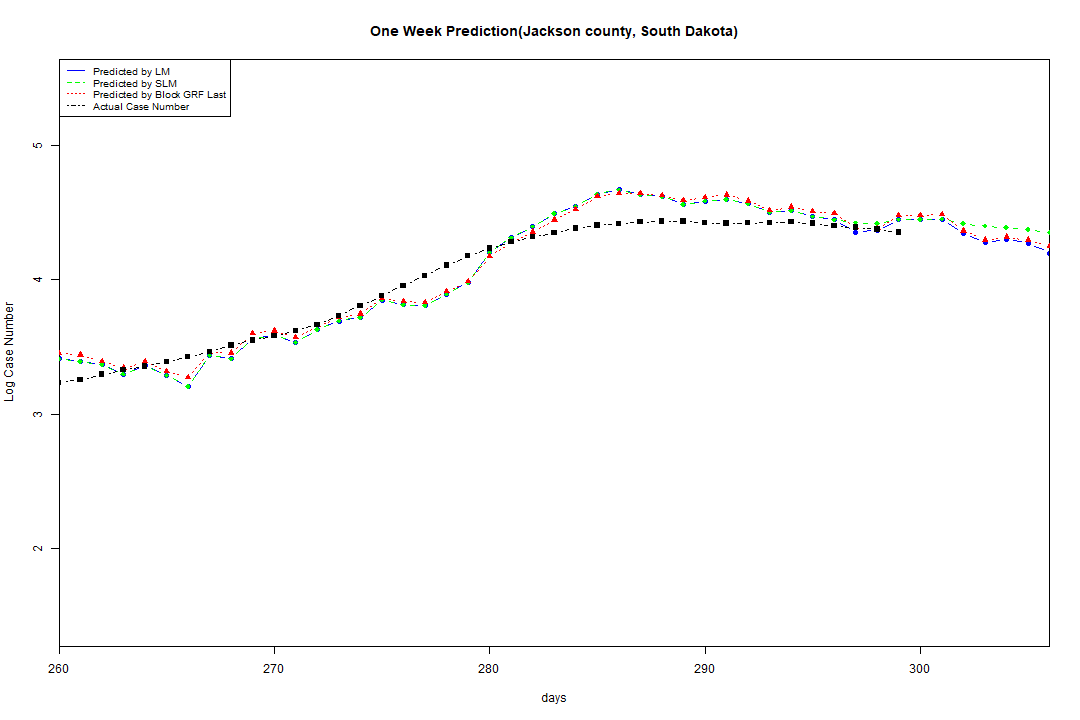 One Week Prediction(Jackson county, South Dakota)
Predicted by LM
Predicted by SLM
Predicted by Block GRF Last
Actual Case Number
5
4
3
2
Log Case Number
260 270 280 290 300
days